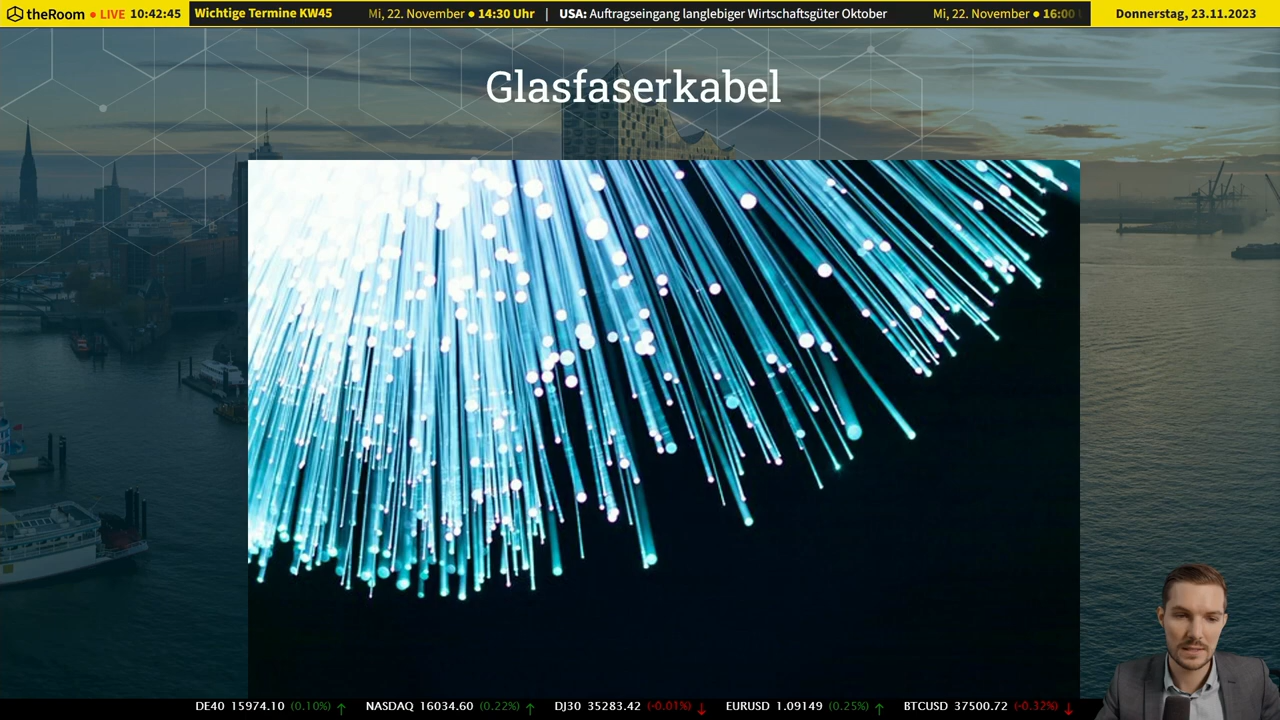 theRoom ● LIVE 10:42:45
Wichtige Termine KW45
Mi, 22. November ● 14:30 Uhr | USA: Auftragseingang langlebiger Wirtschaftsgüter Oktober
Mi, 22. November ● 16:00
Donnerstag, 23.11.2023
Glasfaserkabel
DE40 15974.10 (0.10%) ↑ NASDAQ 16034.60 (0.22%) ↑ DJ30 35283.42 (-0.01%) ↓ EURUSD 1.09149 (0.25%) ↑ BTCUSD 37500.72 (-0.32%) ↓